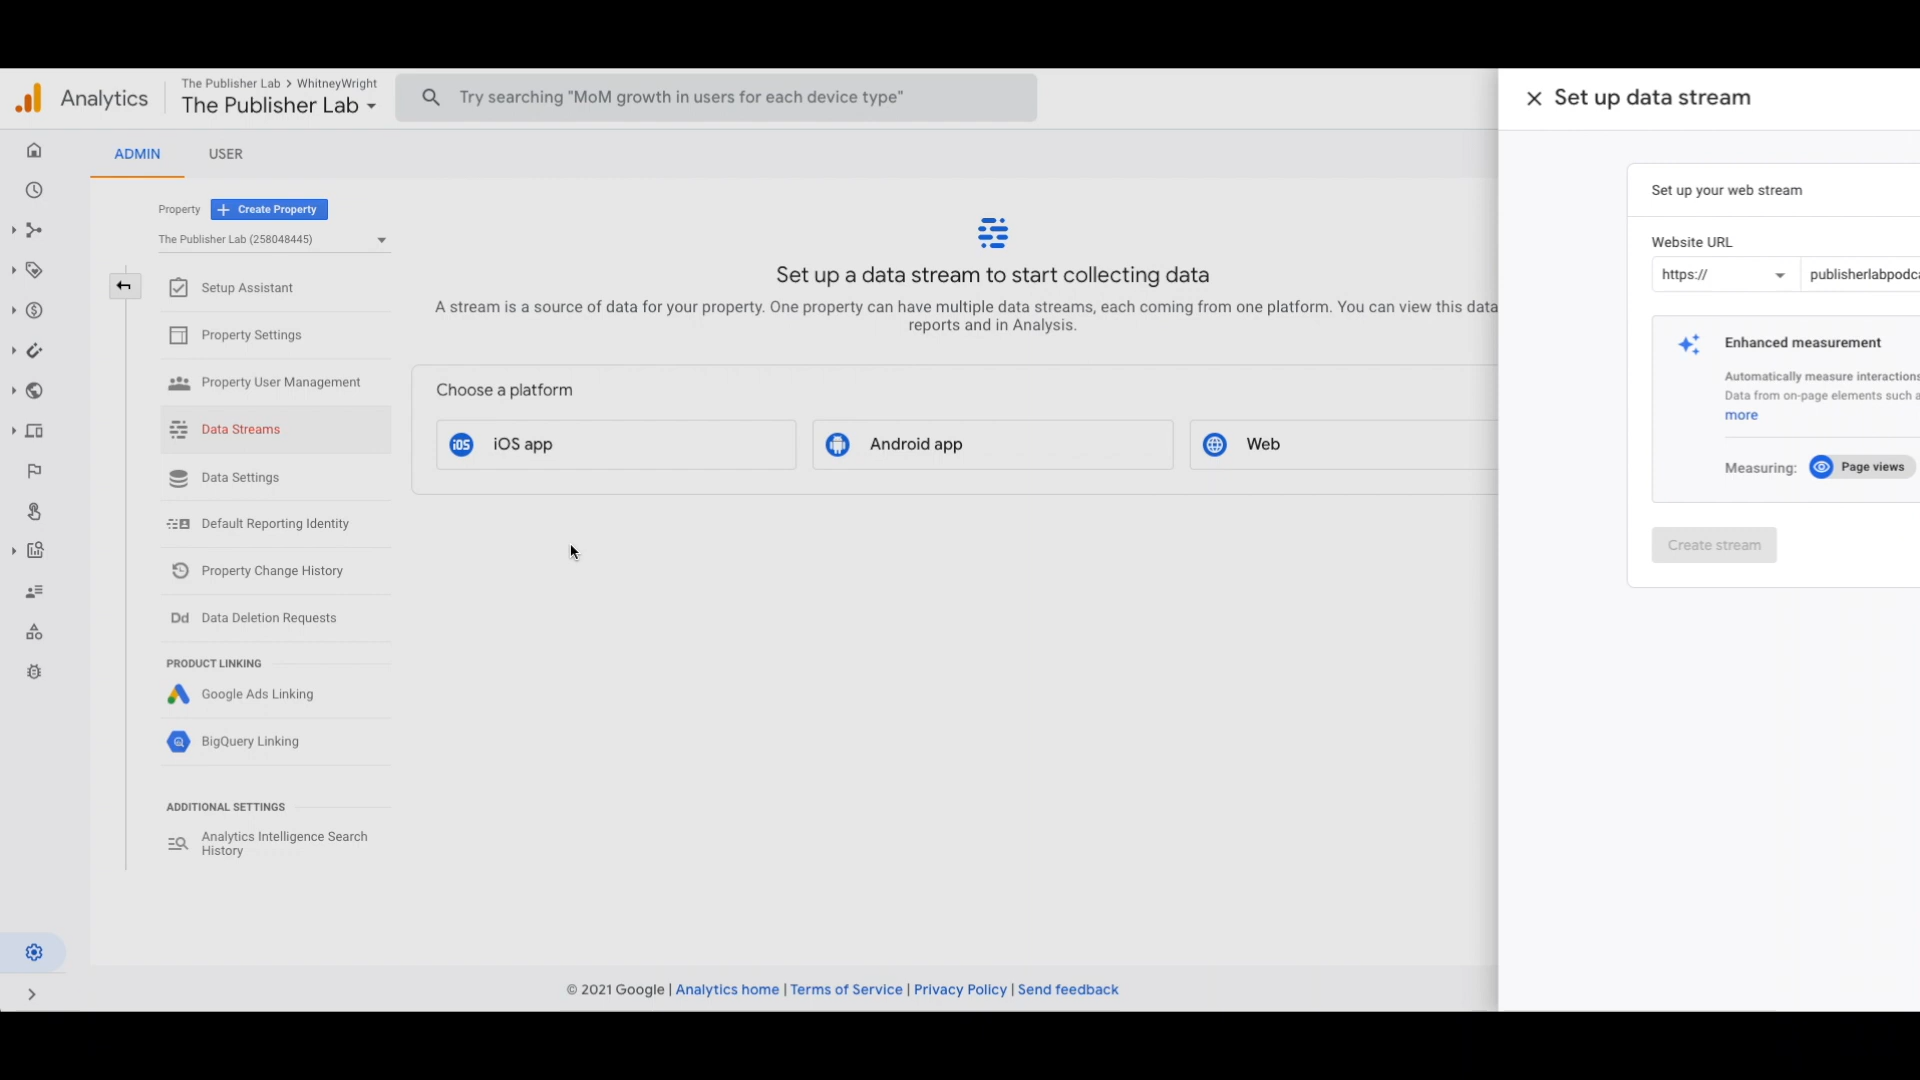 Analytics
The Publisher Lab > WhitneyWright
The Publisher Lab
Try searching "MoM growth in users for each device type"
ADMIN
USER
Property
+ Create Property
The Publisher Lab (258048445)
Setup Assistant
Property Settings
Property User Management
Data Streams
Data Settings
Default Reporting Identity
Property Change History
Dd Data Deletion Requests
PRODUCT LINKING
Google Ads Linking
BigQuery Linking
ADDITIONAL SETTINGS
Analytics Intelligence Search
History
Set up a data stream to start collecting data
A stream is a source of data for your property. One property can have multiple data streams, each coming from one platform. You can view this data
reports and in Analysis.
Choose a platform
iOS iOS app
Android app
Web
© 2021 Google | Analytics home | Terms of Service | Privacy Policy | Send feedback
Set up data stream
Set up your web stream
Website URL
https://
publisherlabpodca
Enhanced measurement
Automatically measure interactions
Data from on-page elements such a
more
Measuring:
Page views
Create stream